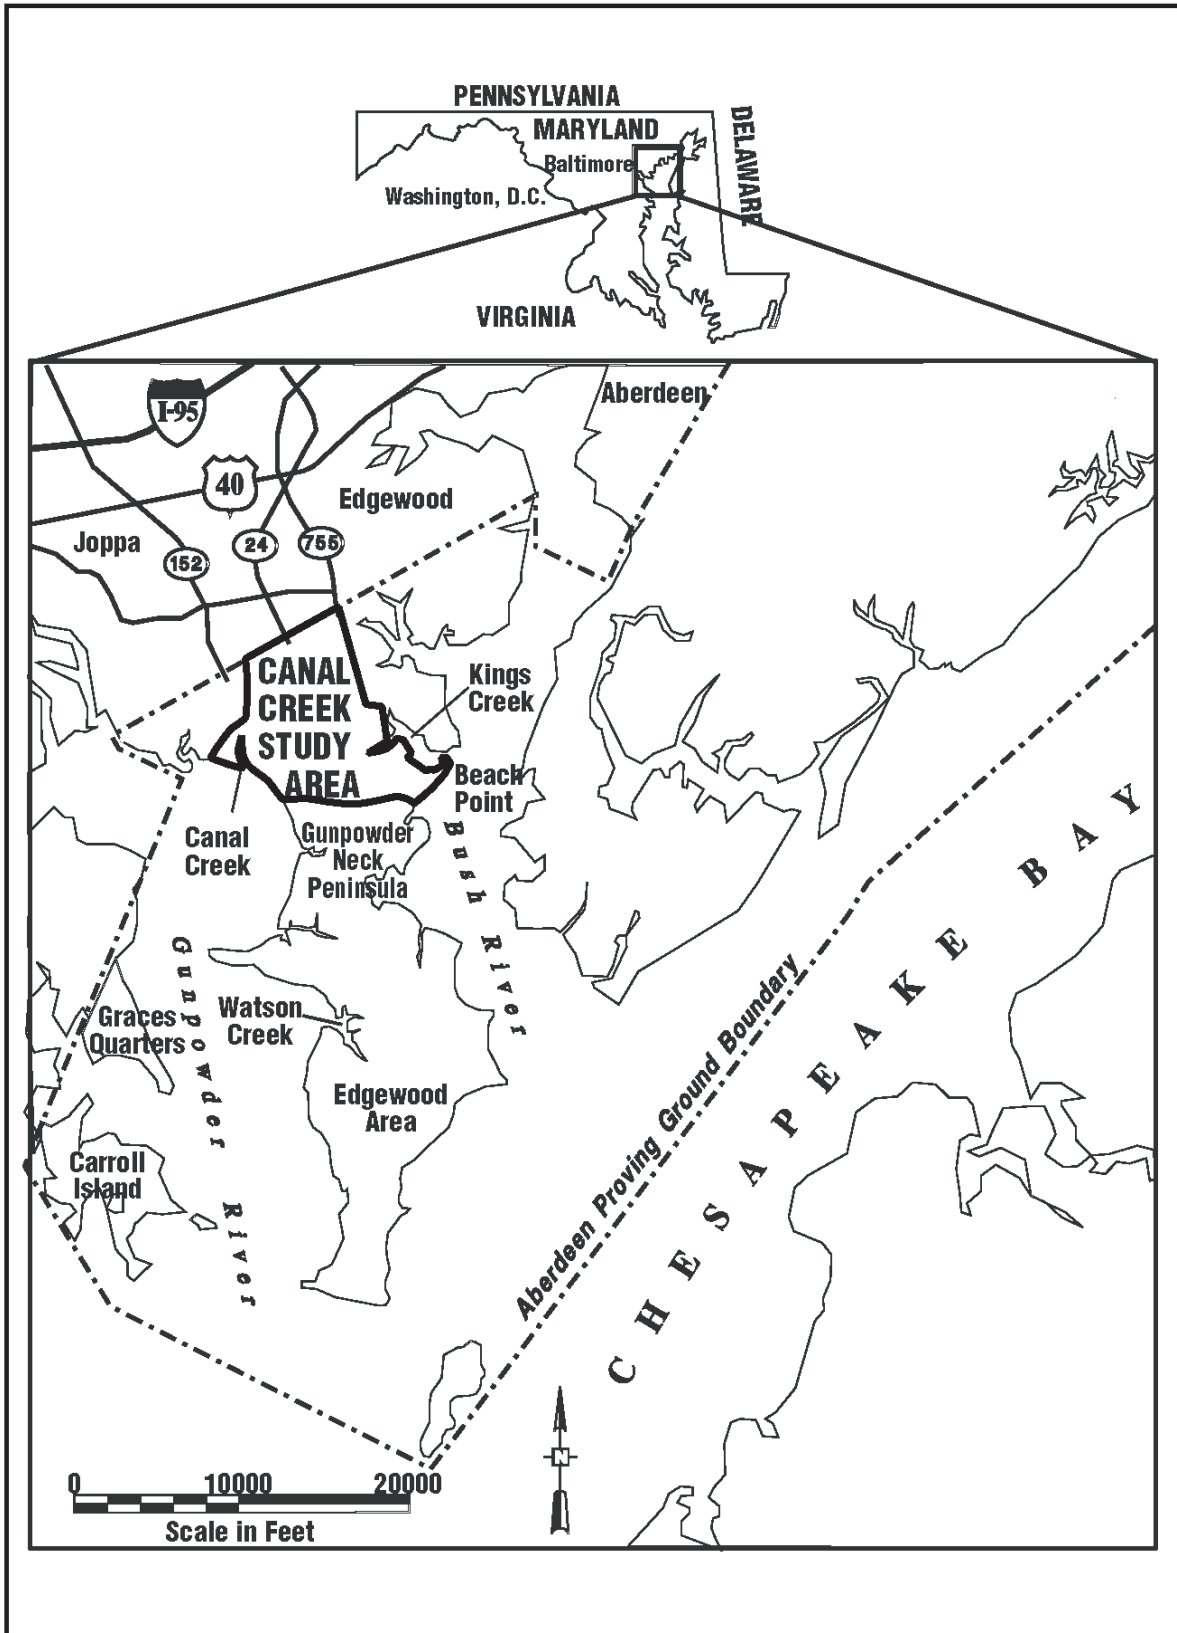 PENNSYLVANIA
MARYLAND
DELAWARE
Baltimore
Washington, D.C.
VIRGINIA
Aberdeen
I-95
40
Edgewood
Joppa
152
24
755
CANAL
CREEK
STUDY
AREA
Kings
Creek
Beach
Point
Canal
Creek
Gunpowder
Neck
Peninsula
Bush River
Gunpowder River
Watson
Creek
Graces
Quarters
Edgewood
Area
Carroll
Island
Aberdeen Proving Ground Boundary
CHESAPEAKE BAY
0 10000 20000
Scale in Feet